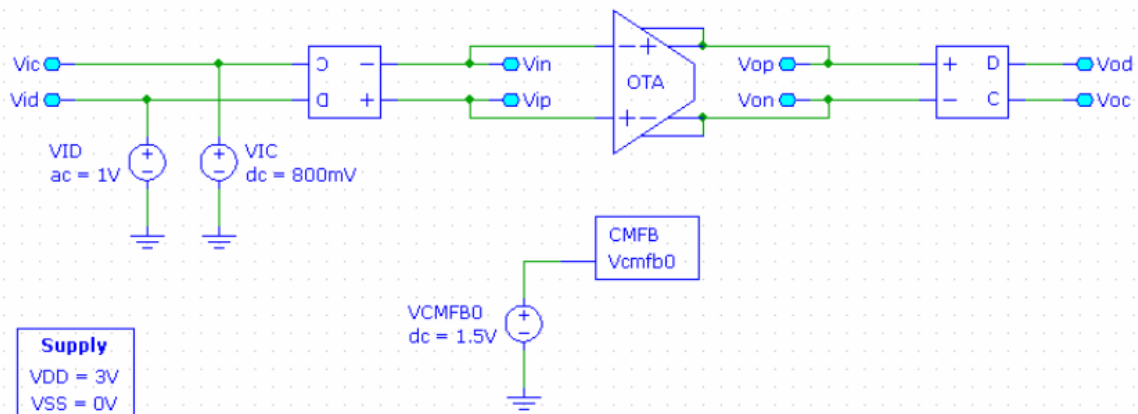 Vic
Vid
Ɔ −
D +
Vin
Vip
− +
OTA
+ −
Vop
Von
+ D
− C
Vod
Voc
VID
ac = 1V
VIC
dc = 800mV
CMFB
Vcmfb0
VCMFB0
dc = 1.5V
Supply
VDD = 3V
VSS = 0V